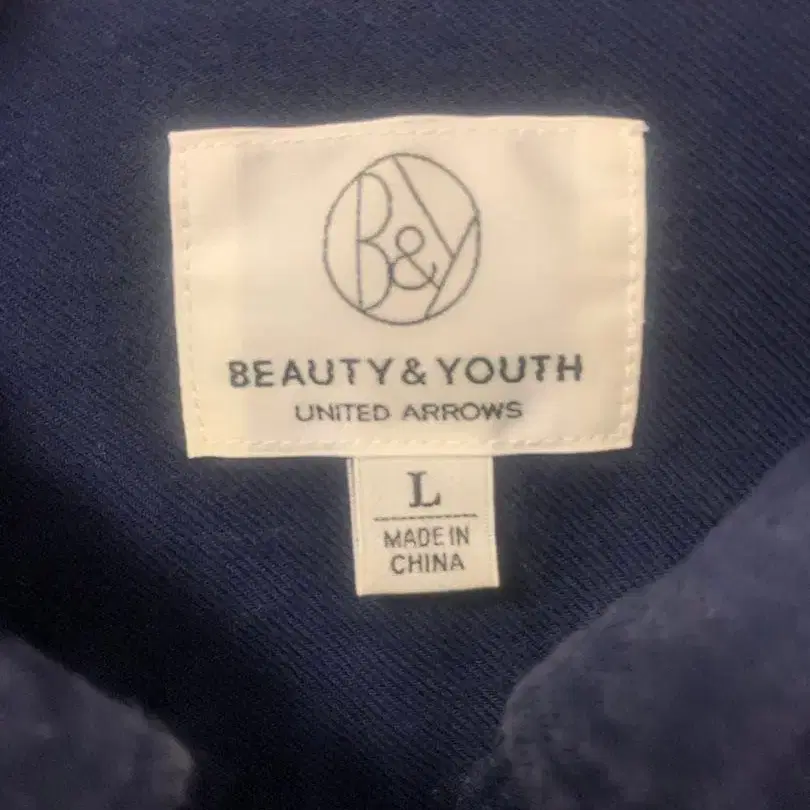 B&Y
BEAUTY & YOUTH
UNITED ARROWS
L
MADE IN
CHINA